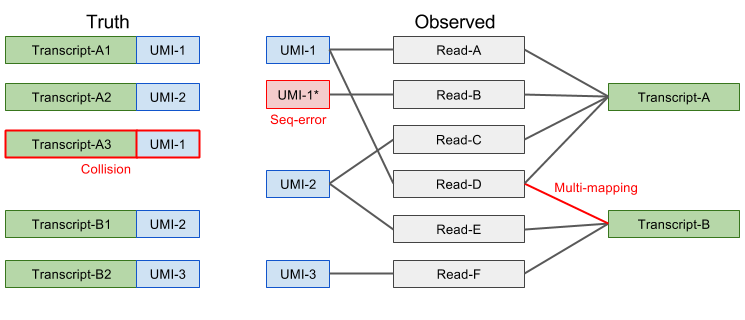 Truth
Observed
Transcript-A1 UMI-1
Transcript-A2 UMI-2
Transcript-A3 UMI-1
Collision
Transcript-B1 UMI-2
Transcript-B2 UMI-3
UMI-1
UMI-1*
Seq-error
UMI-2
UMI-3
Read-A
Read-B
Read-C
Read-D
Read-E
Read-F
Multi-mapping
Transcript-A
Transcript-B